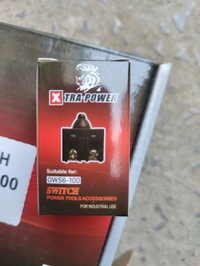 XTRA POWER
Suitable for:
GWS6-100
SWITCH
POWER TOOLS ACCESSORIES
FOR INDUSTRIAL USE
H
00